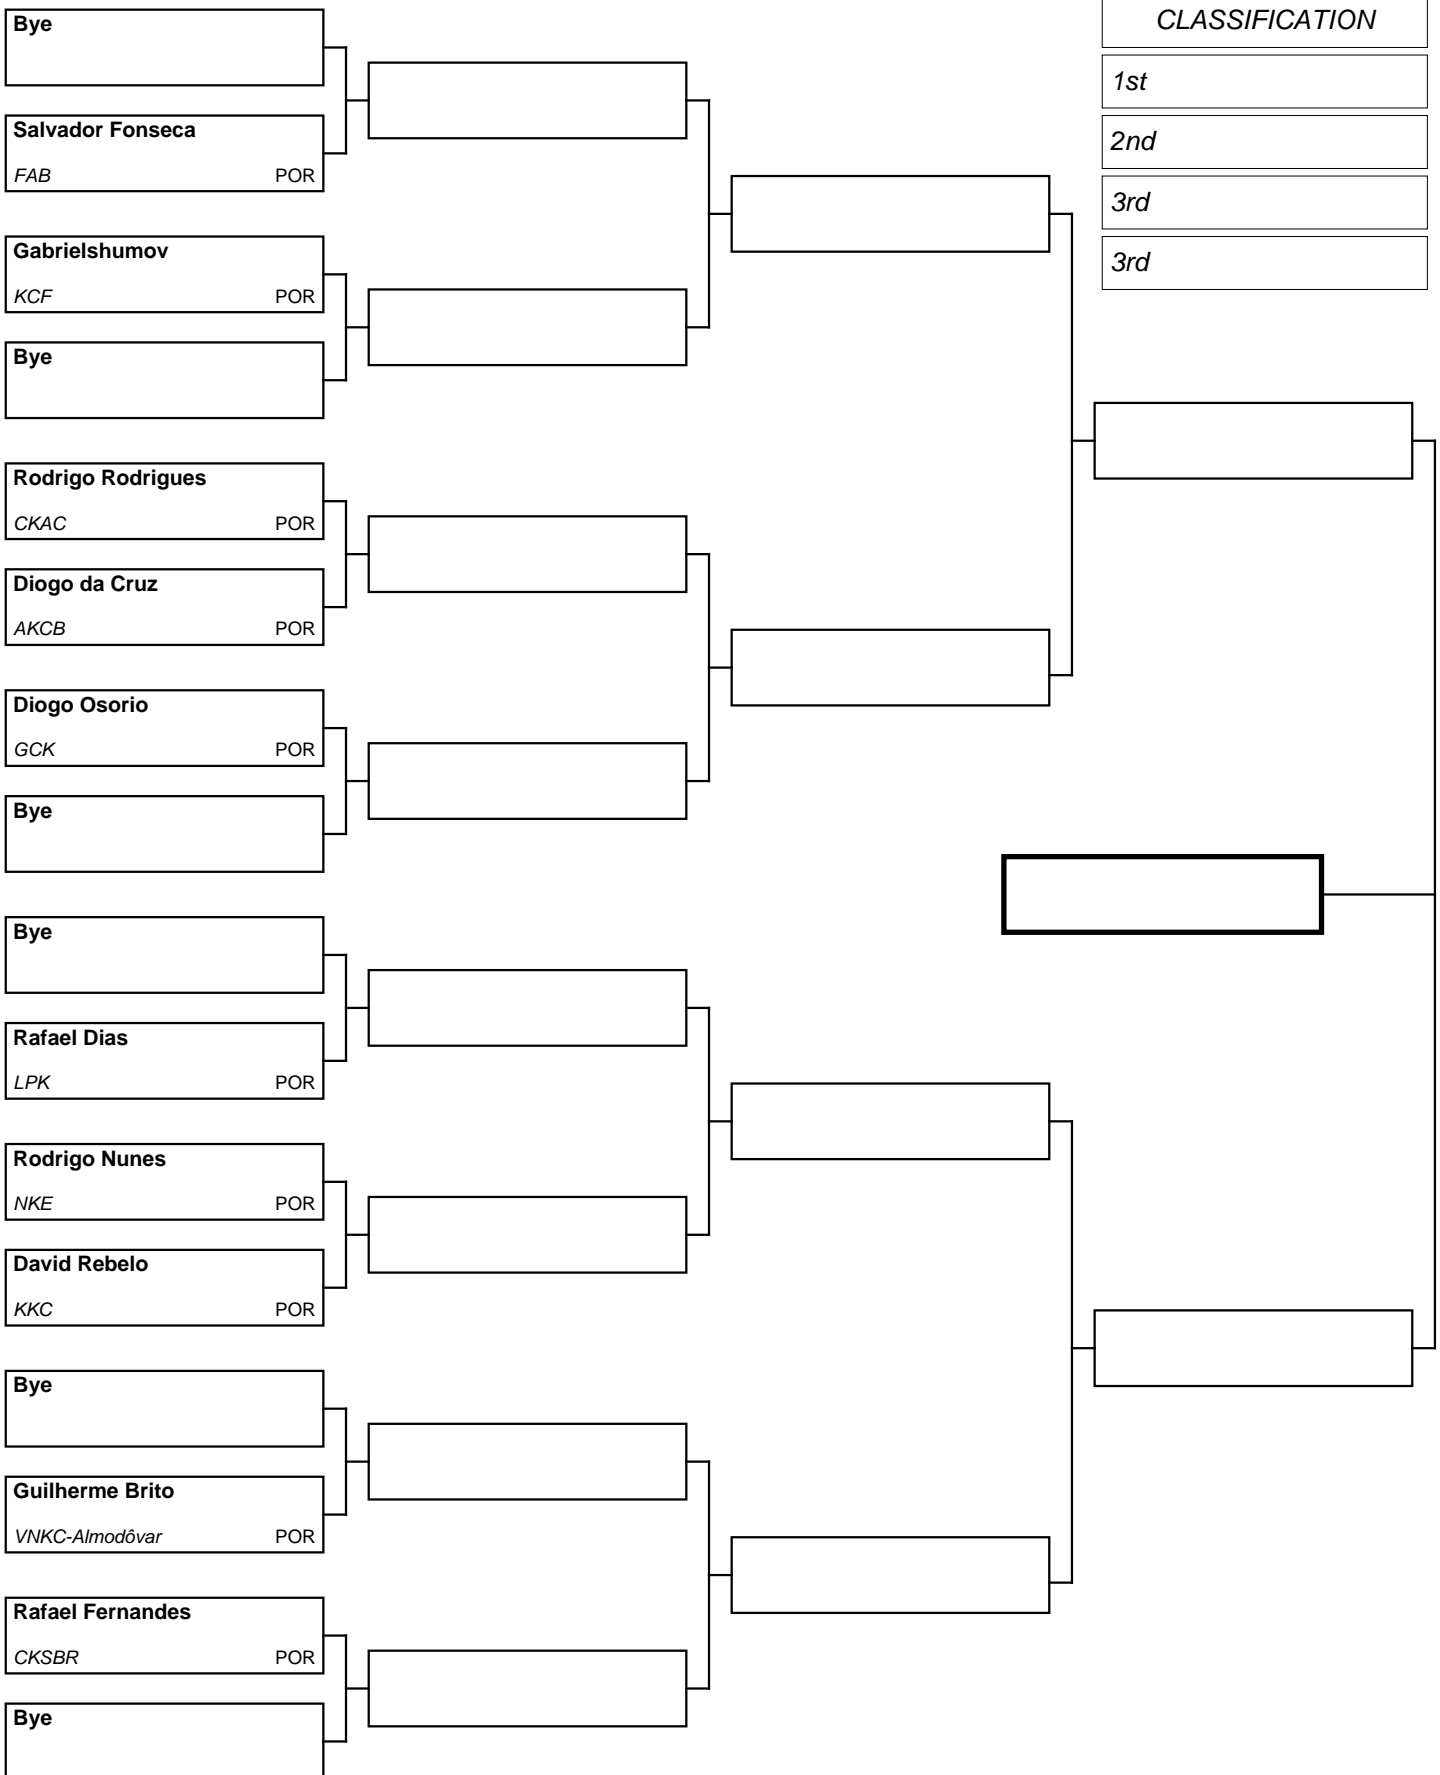 CLASSIFICATION
1st
2nd
3rd
3rd
Bye
Salvador Fonseca
FAB POR
Gabrielshumov
KCF POR
Bye
Rodrigo Rodrigues
CKAC POR
Diogo da Cruz
AKCB POR
Diogo Osorio
GCK POR
Bye
Bye
Rafael Dias
LPK POR
Rodrigo Nunes
NKE POR
David Rebelo
KKC POR
Bye
Guilherme Brito
VNKC-Almodôvar POR
Rafael Fernandes
CKSBR POR
Bye